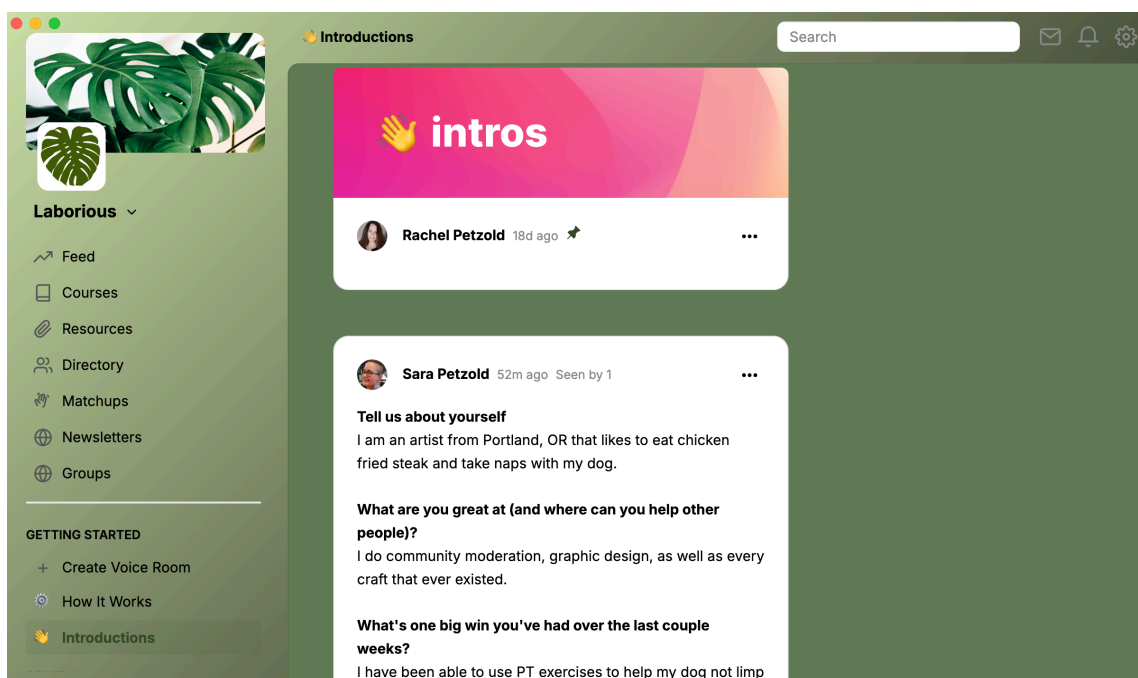 👋 Introductions
Search
Laborious
Feed
Courses
Resources
Directory
Matchups
Newsletters
Groups
GETTING STARTED
+ Create Voice Room
How It Works
👋 Introductions
👋 intros
Rachel Petzold 18d ago
Sara Petzold 52m ago Seen by 1
Tell us about yourself
I am an artist from Portland, OR that likes to eat chicken
fried steak and take naps with my dog.
What are you great at (and where can you help other
people)?
I do community moderation, graphic design, as well as every
craft that ever existed.
What's one big win you've had over the last couple
weeks?
I have been able to use PT exercises to help my dog not limp